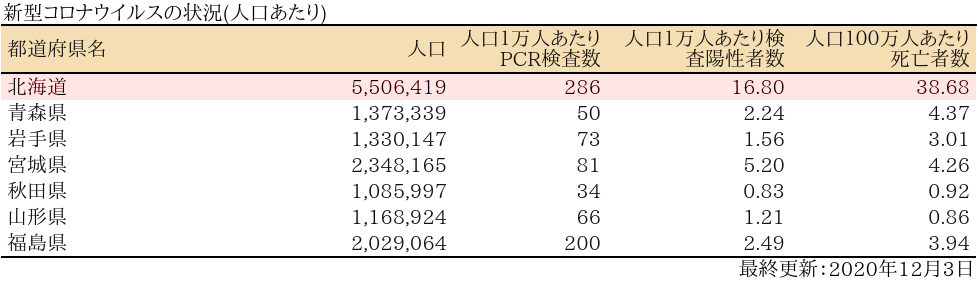 新型コロナウイルスの状況(人口あたり)
都道府県名 人口 人口1万人あたりPCR検査数 人口1万人あたり検査陽性者数 人口100万人あたり死亡者数
北海道 5,506,419 286 16.80 38.68
青森県 1,373,339 50 2.24 4.37
岩手県 1,330,147 73 1.56 3.01
宮城県 2,348,165 81 5.20 4.26
秋田県 1,085,997 34 0.83 0.92
山形県 1,168,924 66 1.21 0.86
福島県 2,029,064 200 2.49 3.94
最終更新：2020年12月3日